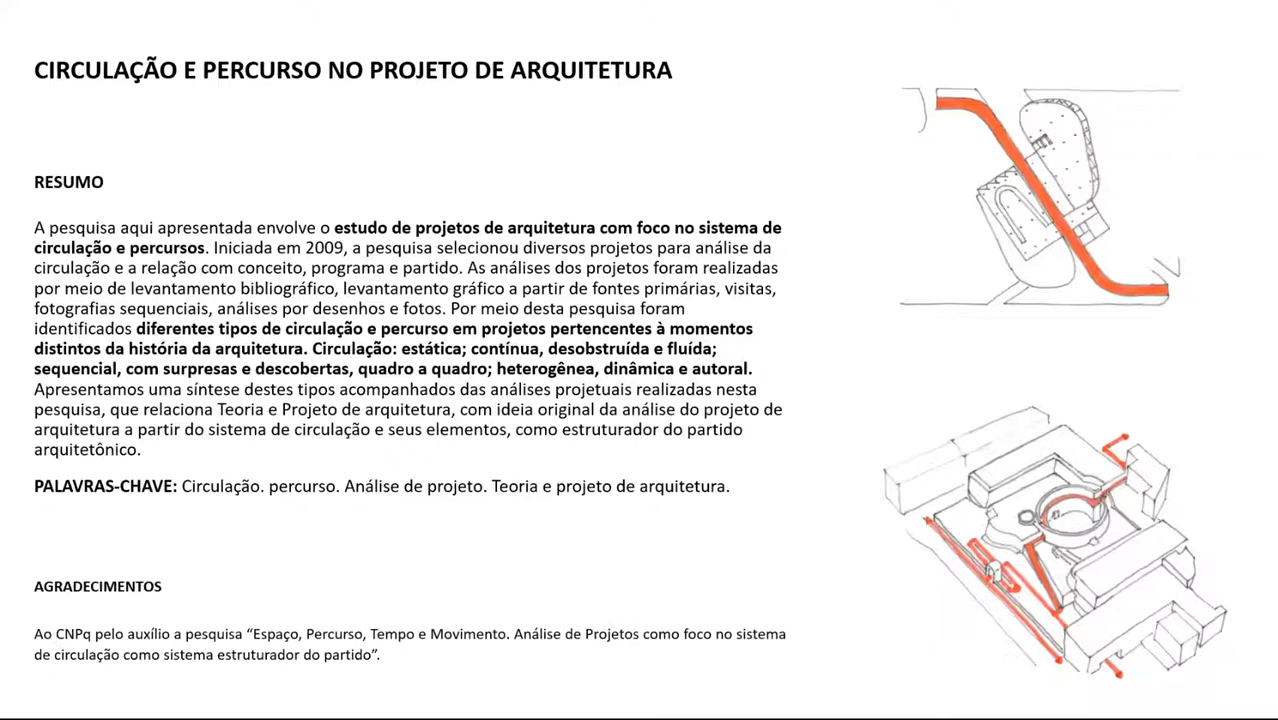 CIRCULAÇÃO E PERCURSO NO PROJETO DE ARQUITETURA
RESUMO
A pesquisa aqui apresentada envolve o estudo de projetos de arquitetura com foco no sistema de
circulação e percursos. Iniciada em 2009, a pesquisa selecionou diversos projetos para análise da
circulação e a relação com conceito, programa e partido. As análises dos projetos foram realizadas
por meio de levantamento bibliográfico, levantamento gráfico a partir de fontes primárias, visitas,
fotografias sequenciais, análises por desenhos e fotos. Por meio desta pesquisa foram
identificados diferentes tipos de circulação e percurso em projetos pertencentes à momentos
distintos da história da arquitetura. Circulação: estática; contínua, desobstruída e fluída;
sequencial, com surpresas e descobertas, quadro a quadro; heterogênea, dinâmica e autoral.
Apresentamos uma síntese destes tipos acompanhados das análises projetuais realizadas nesta
pesquisa, que relaciona Teoria e Projeto de arquitetura, com ideia original da análise do projeto de
arquitetura a partir do sistema de circulação e seus elementos, como estruturador do partido
arquitetônico.
PALAVRAS-CHAVE: Circulação. percurso. Análise de projeto. Teoria e projeto de arquitetura.
AGRADECIMENTOS
Ao CNPq pelo auxílio a pesquisa “Espaço, Percurso, Tempo e Movimento. Análise de Projetos como foco no sistema
de circulação como sistema estruturador do partido”.